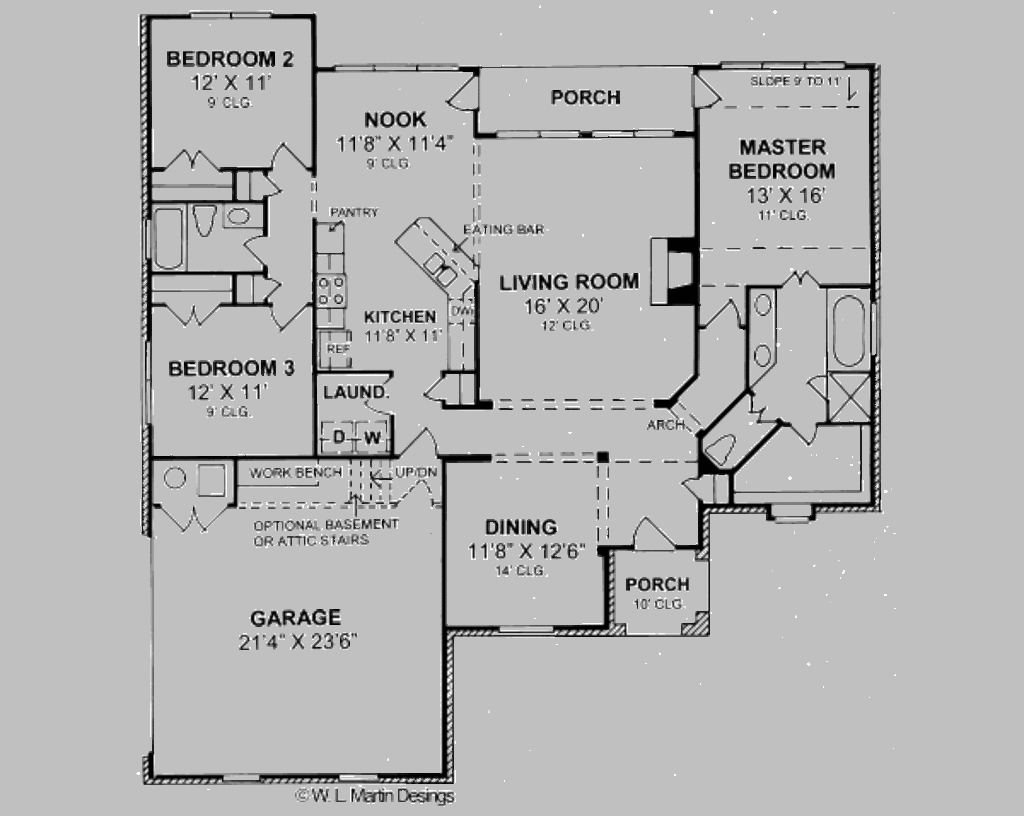 BEDROOM 2
12' X 11'
9' CLG.
NOOK
11'8" X 11'4"
9' CLG.
PORCH
SLOPE 9' TO 11'
MASTER
BEDROOM
13' X 16'
11' CLG.
PANTRY
EATING BAR
LIVING ROOM
16' X 20'
12' CLG.
KITCHEN
11'8" X 11'
DW
REF
BEDROOM 3
12' X 11'
9' CLG.
LAUND.
D W
ARCH
WORK BENCH
UP/DN
OPTIONAL BASEMENT
OR ATTIC STAIRS
DINING
11'8" X 12'6"
14' CLG.
PORCH
10' CLG.
GARAGE
21'4" X 23'6"
© W. L. Martin Desings